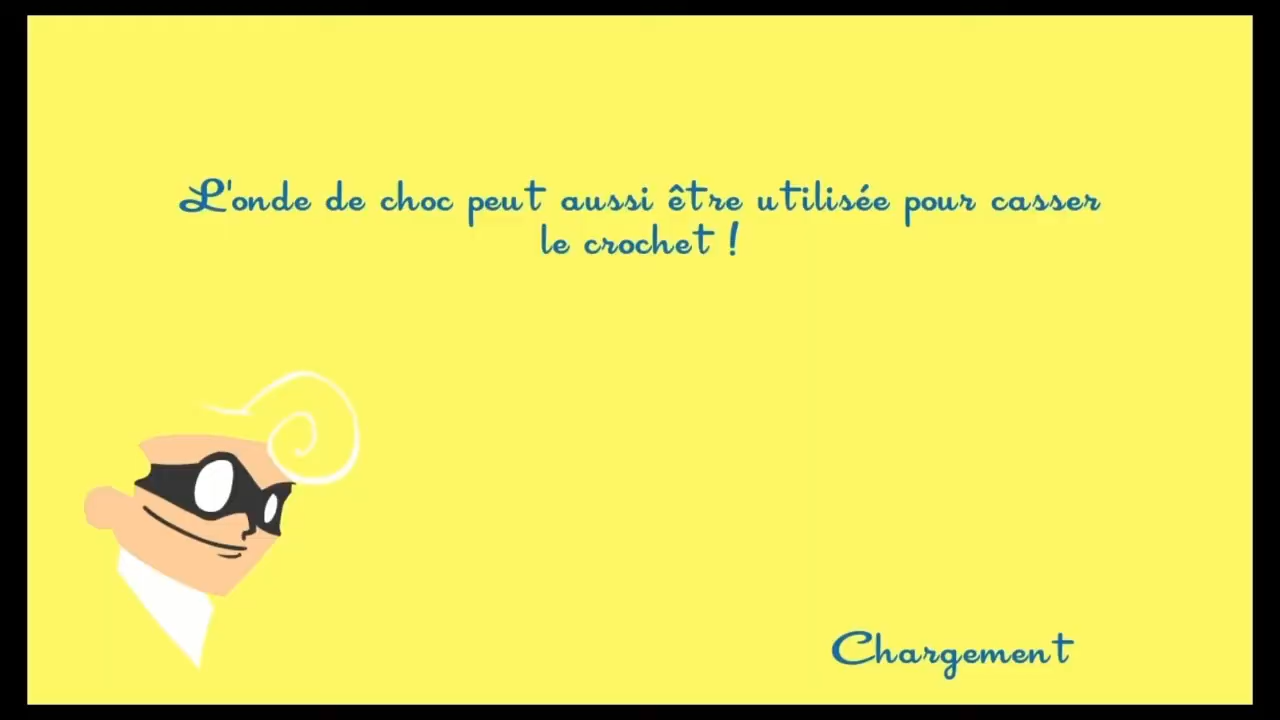 L'onde de choc peut aussi être utilisée pour casser
le crochet !
Chargement